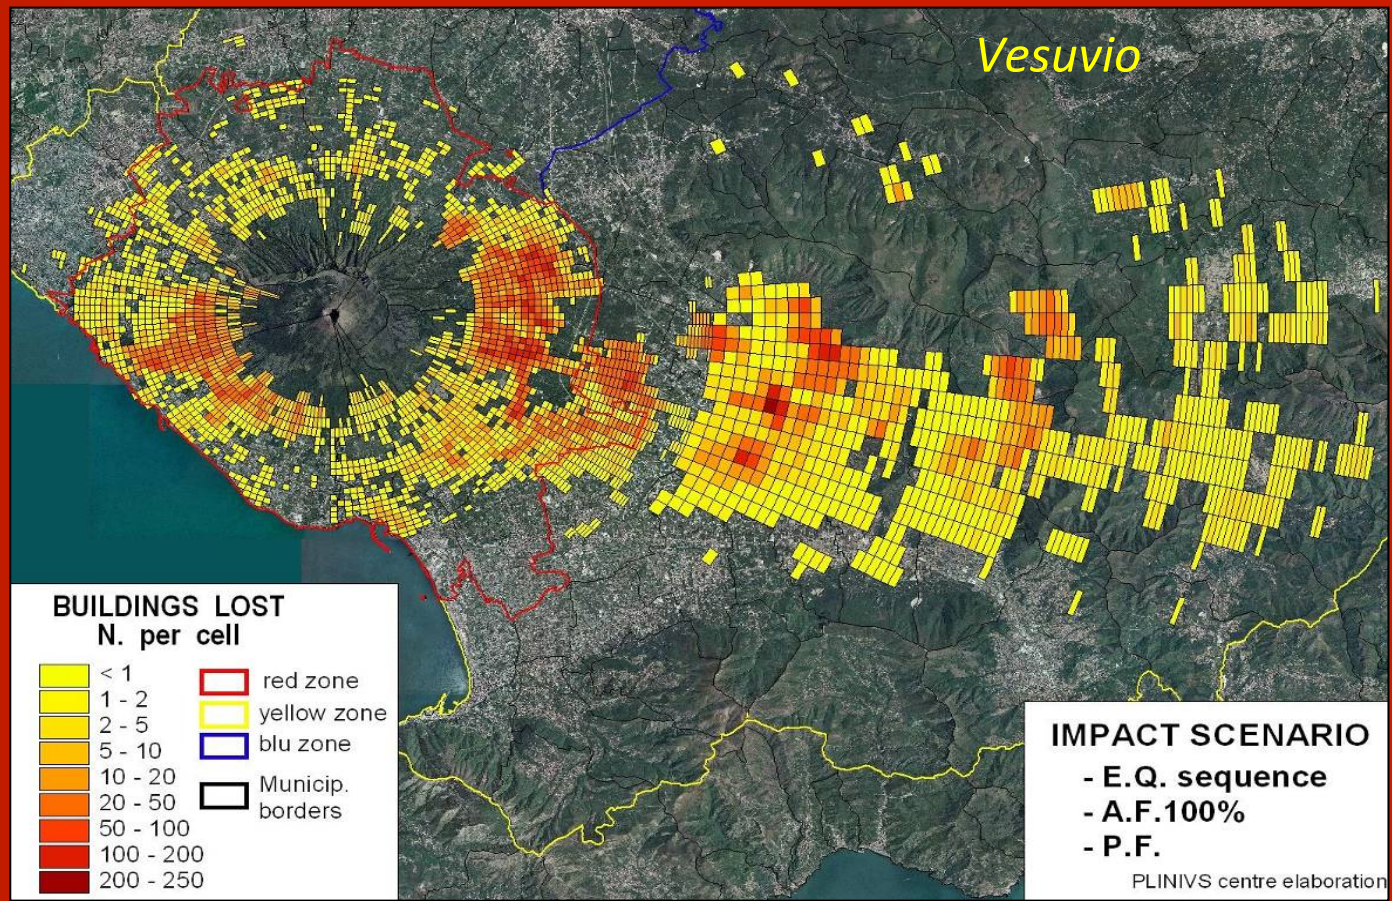 Vesuvio
BUILDINGS LOST
N. per cell
< 1
1 - 2
2 - 5
5 - 10
10 - 20
20 - 50
50 - 100
100 - 200
200 - 250
red zone
yellow zone
blu zone
Municip.
borders
IMPACT SCENARIO
- E.Q. sequence
- A.F.100%
- P.F.
PLINIVS centre elaboration